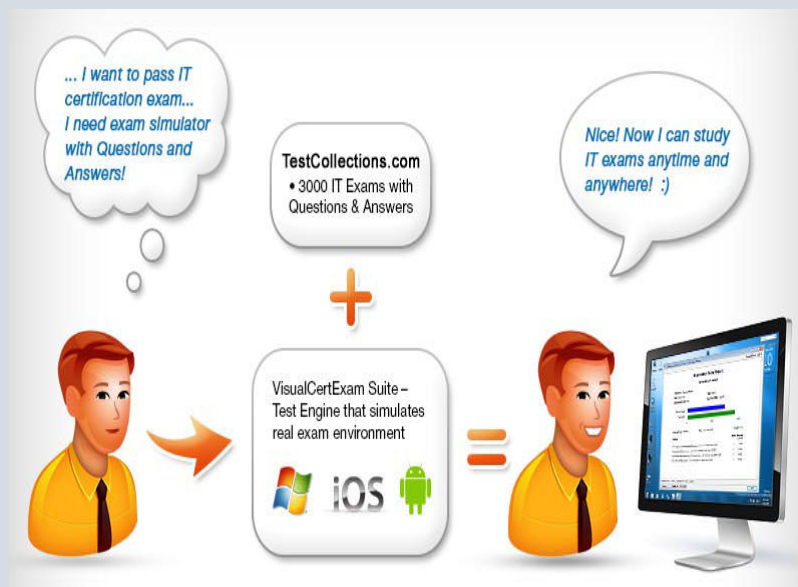 ... I want to pass IT
certification exam...
I need exam simulator
with Questions and
Answers!
TestCollections.com
• 3000 IT Exams with
Questions & Answers
Nice! Now I can study
IT exams anytime and
anywhere! :)
VisualCertExam Suite –
Test Engine that simulates
real exam environment
iOS